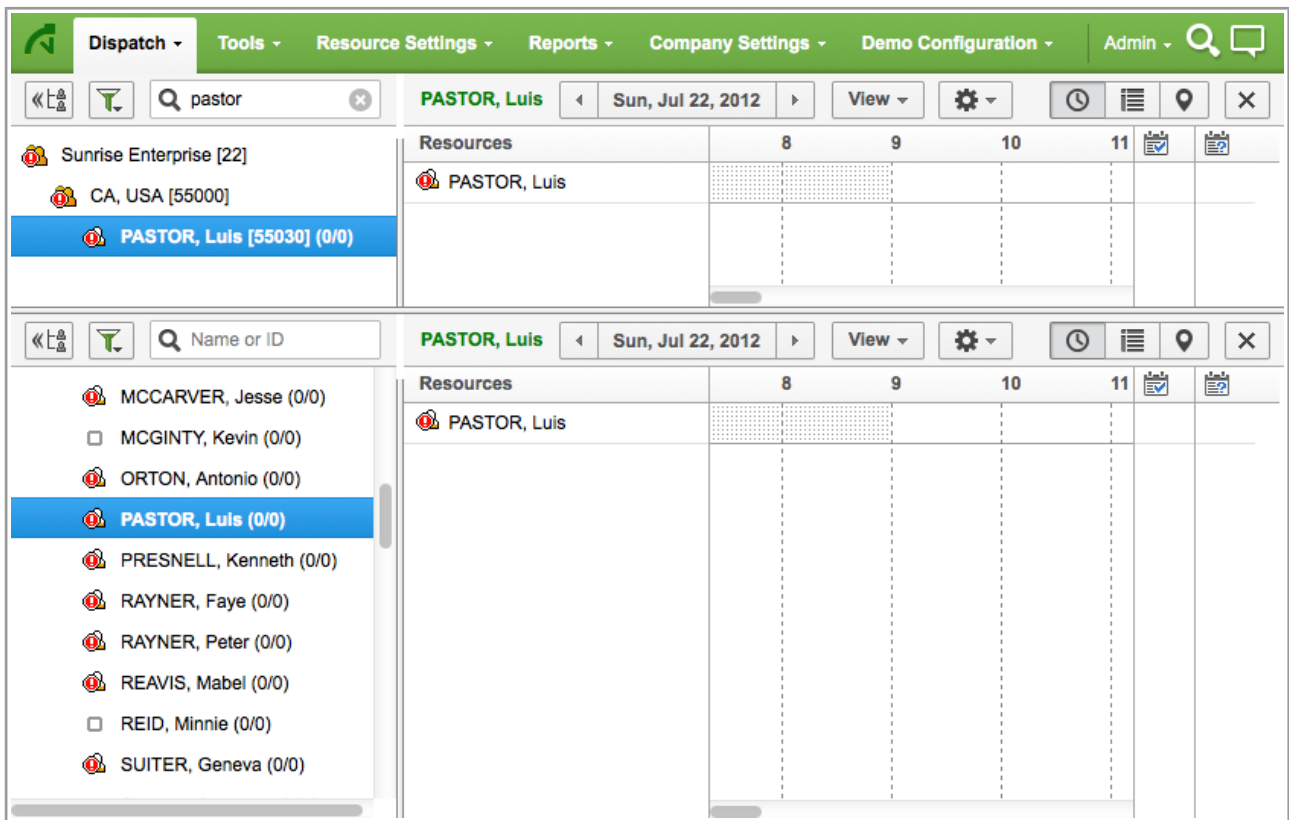 Dispatch Tools Resource Settings Reports Company Settings Demo Configuration Admin
pastor PASTOR, Luis Sun, Jul 22, 2012 View
Sunrise Enterprise [22]
CA, USA [55000]
PASTOR, Luis [55030] (0/0)
Resources 8 9 10 11
PASTOR, Luis
Name or ID PASTOR, Luis Sun, Jul 22, 2012 View
MCCARVER, Jesse (0/0)
MCGINTY, Kevin (0/0)
ORTON, Antonio (0/0)
PASTOR, Luis (0/0)
PRESNELL, Kenneth (0/0)
RAYNER, Faye (0/0)
RAYNER, Peter (0/0)
REAVIS, Mabel (0/0)
REID, Minnie (0/0)
SUITER, Geneva (0/0)
Resources 8 9 10 11
PASTOR, Luis